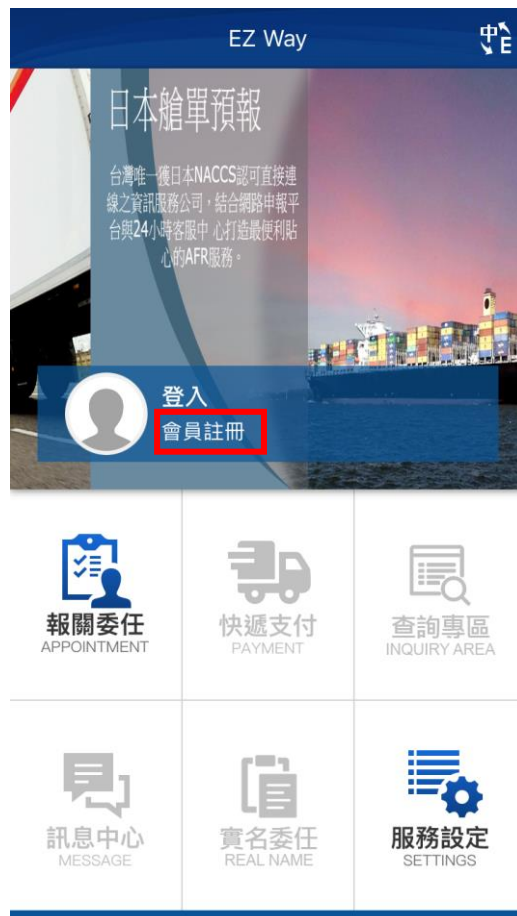 EZ Way
中E
日本艙單預報
台灣唯一獲日本NACCS認可直接連
線之資訊服務公司，結合網路申報平
台與24小時客服中 心打造最便利貼
心的AFR服務。
登入
會員註冊
報關委任
APPOINTMENT
快遞支付
PAYMENT
查詢專區
INQUIRY AREA
訊息中心
MESSAGE
實名委任
REAL NAME
服務設定
SETTINGS